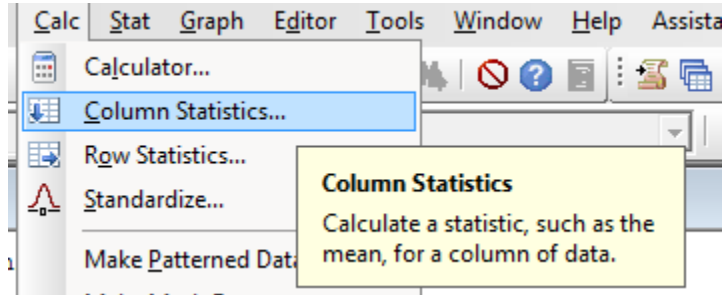 Calc Stat Graph Editor Tools Window Help Assista
Calculator...
Column Statistics...
Row Statistics...
Column Statistics
Standardize...
Calculate a statistic, such as the
mean, for a column of data.
Make Patterned Data